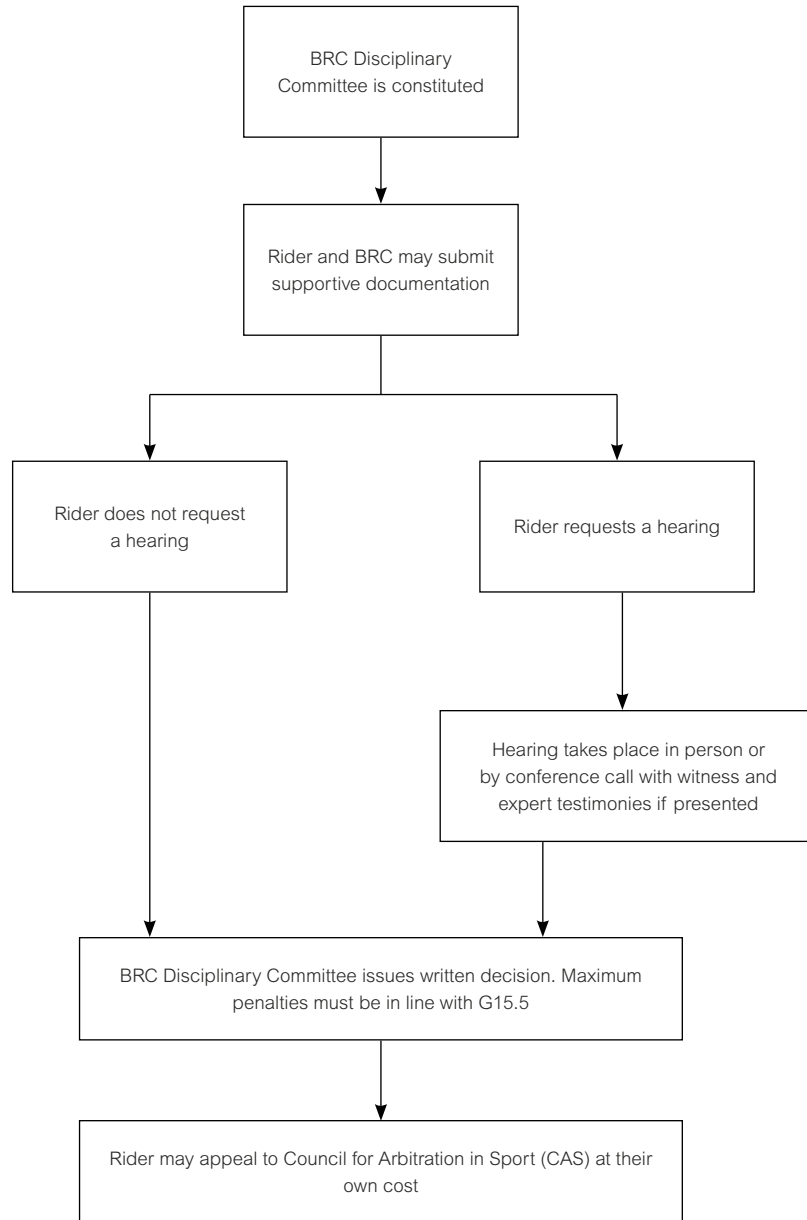 BRC Disciplinary
Committee is constituted
Rider and BRC may submit
supportive documentation
Rider does not request
a hearing
Rider requests a hearing
Hearing takes place in person or
by conference call with witness and
expert testimonies if presented
BRC Disciplinary Committee issues written decision. Maximum
penalties must be in line with G15.5
Rider may appeal to Council for Arbitration in Sport (CAS) at their
own cost